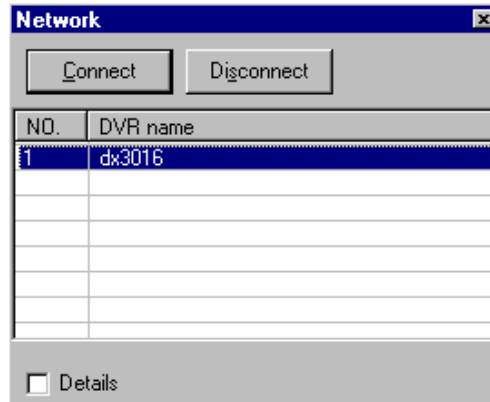 Network
Connect Disconnect
NO. DVR name
1 dx3016
Details